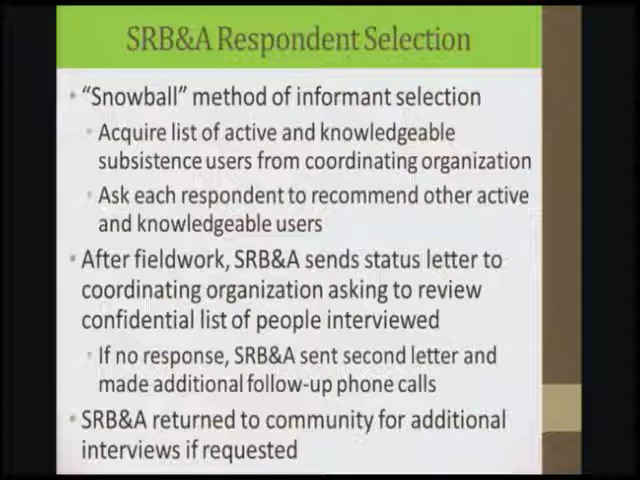 SRB&A Respondent Selection
• “Snowball” method of informant selection
• Acquire list of active and knowledgeable
subsistence users from coordinating organization
• Ask each respondent to recommend other active
and knowledgeable users
• After fieldwork, SRB&A sends status letter to
coordinating organization asking to review
confidential list of people interviewed
• If no response, SRB&A sent second letter and
made additional follow-up phone calls
• SRB&A returned to community for additional
interviews if requested